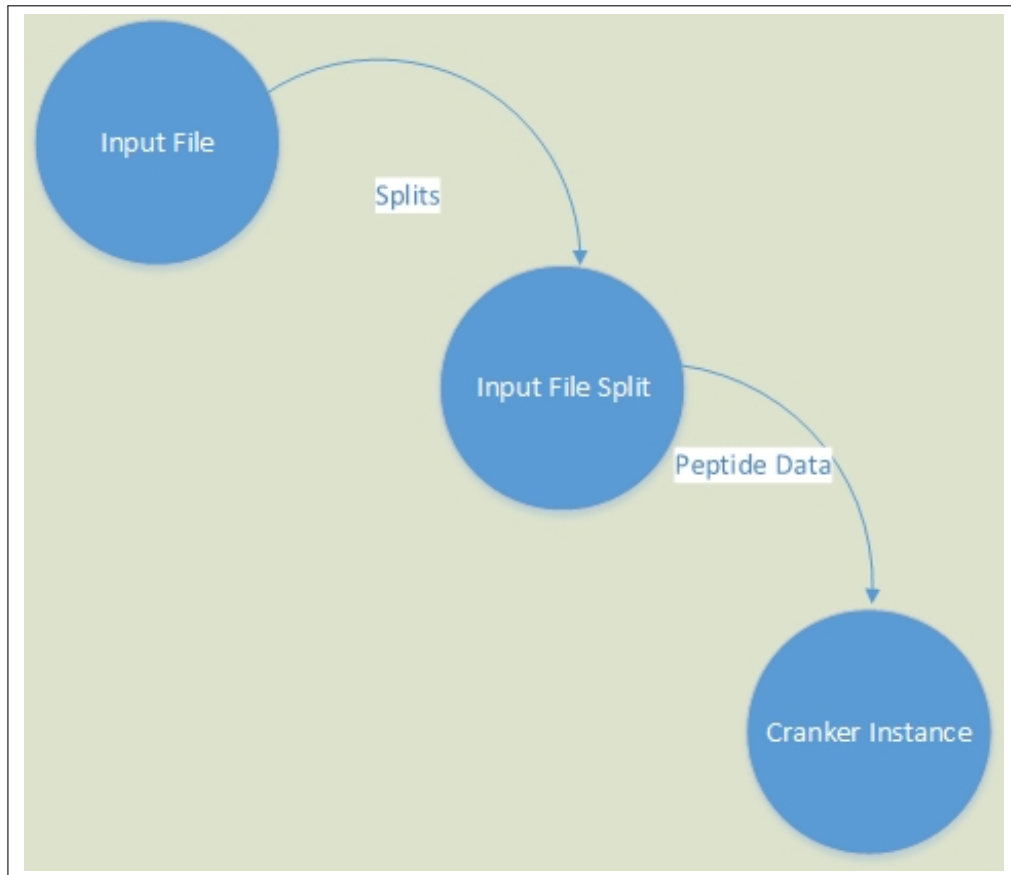 Input File
Splits
Input File Split
Peptide Data
Cranker Instance